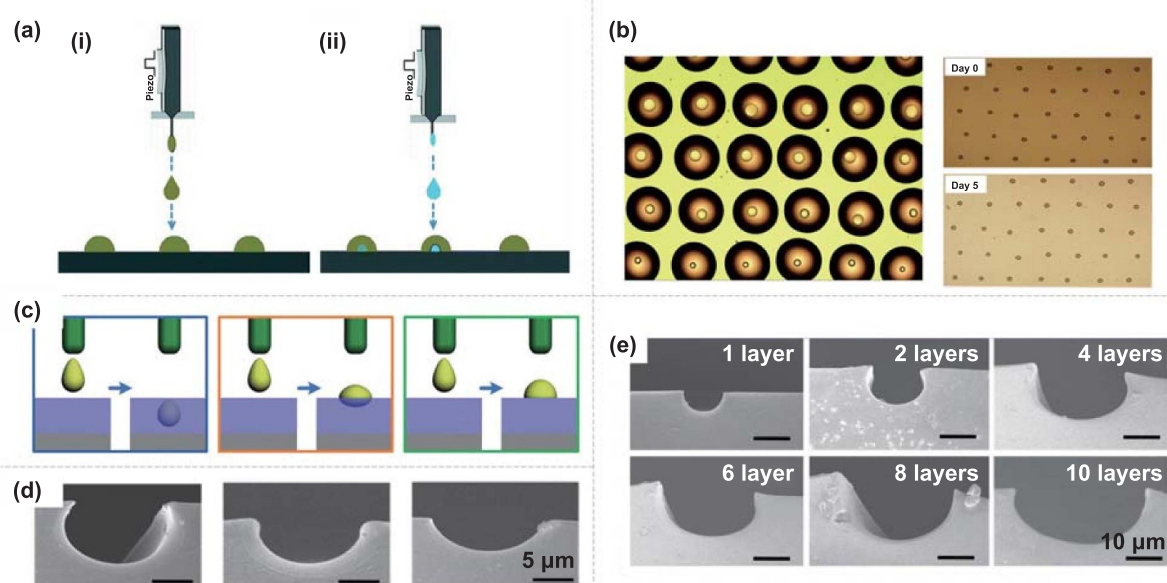 (a)
(i)
(ii)
Piezo
Piezo
(b)
Day 0
Day 5
(c)
(d)
5 µm
(e)
1 layer
2 layers
4 layers
6 layer
8 layers
10 layers
10 µm